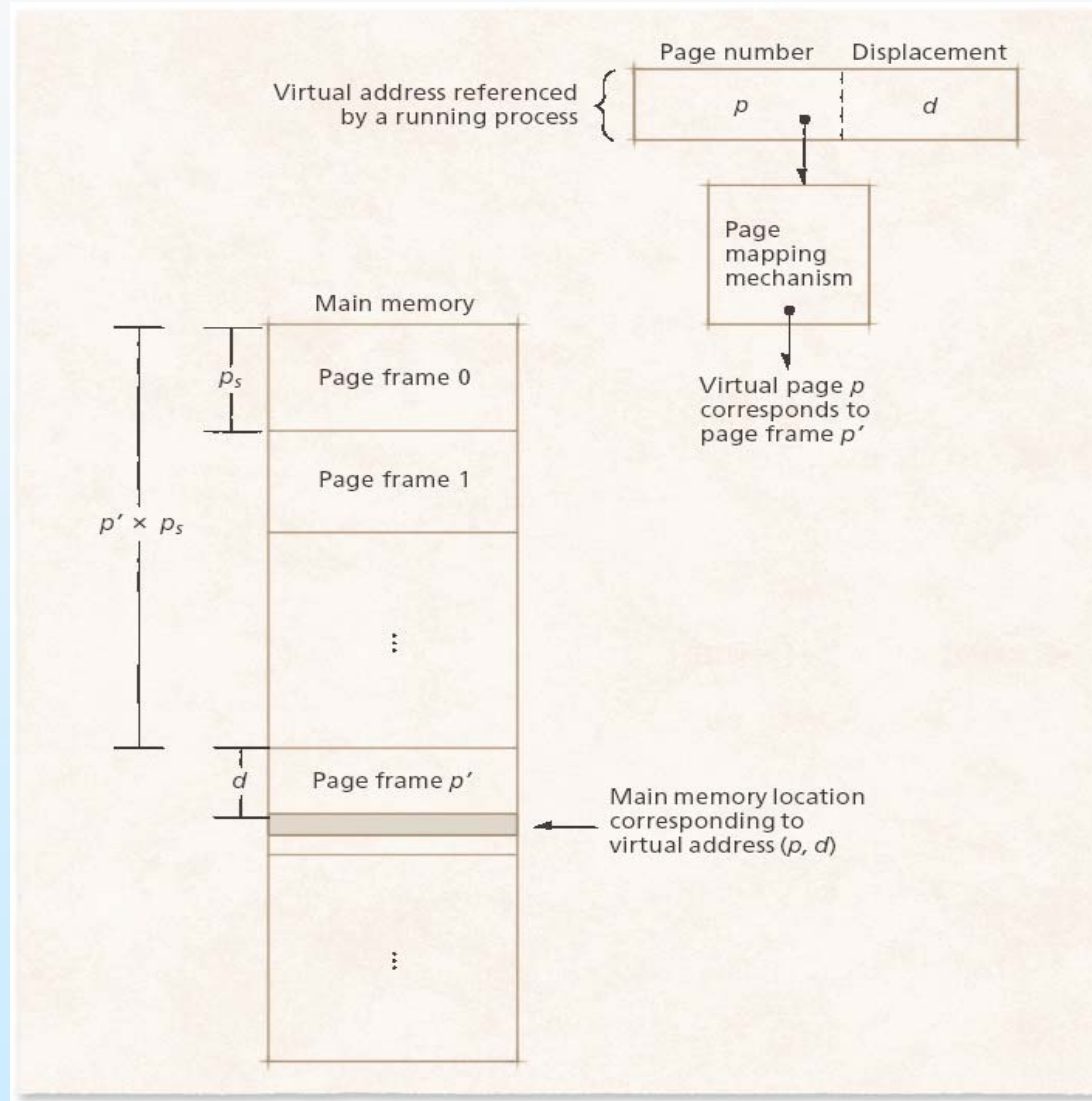 Page number Displacement
Virtual address referenced
by a running process
p d
Page
mapping
mechanism
Virtual page p
corresponds to
page frame p′
Main memory
Page frame 0
pₛ
Page frame 1
p′ × pₛ
⋮
Page frame p′
d
Main memory location
corresponding to
virtual address (p, d)
⋮